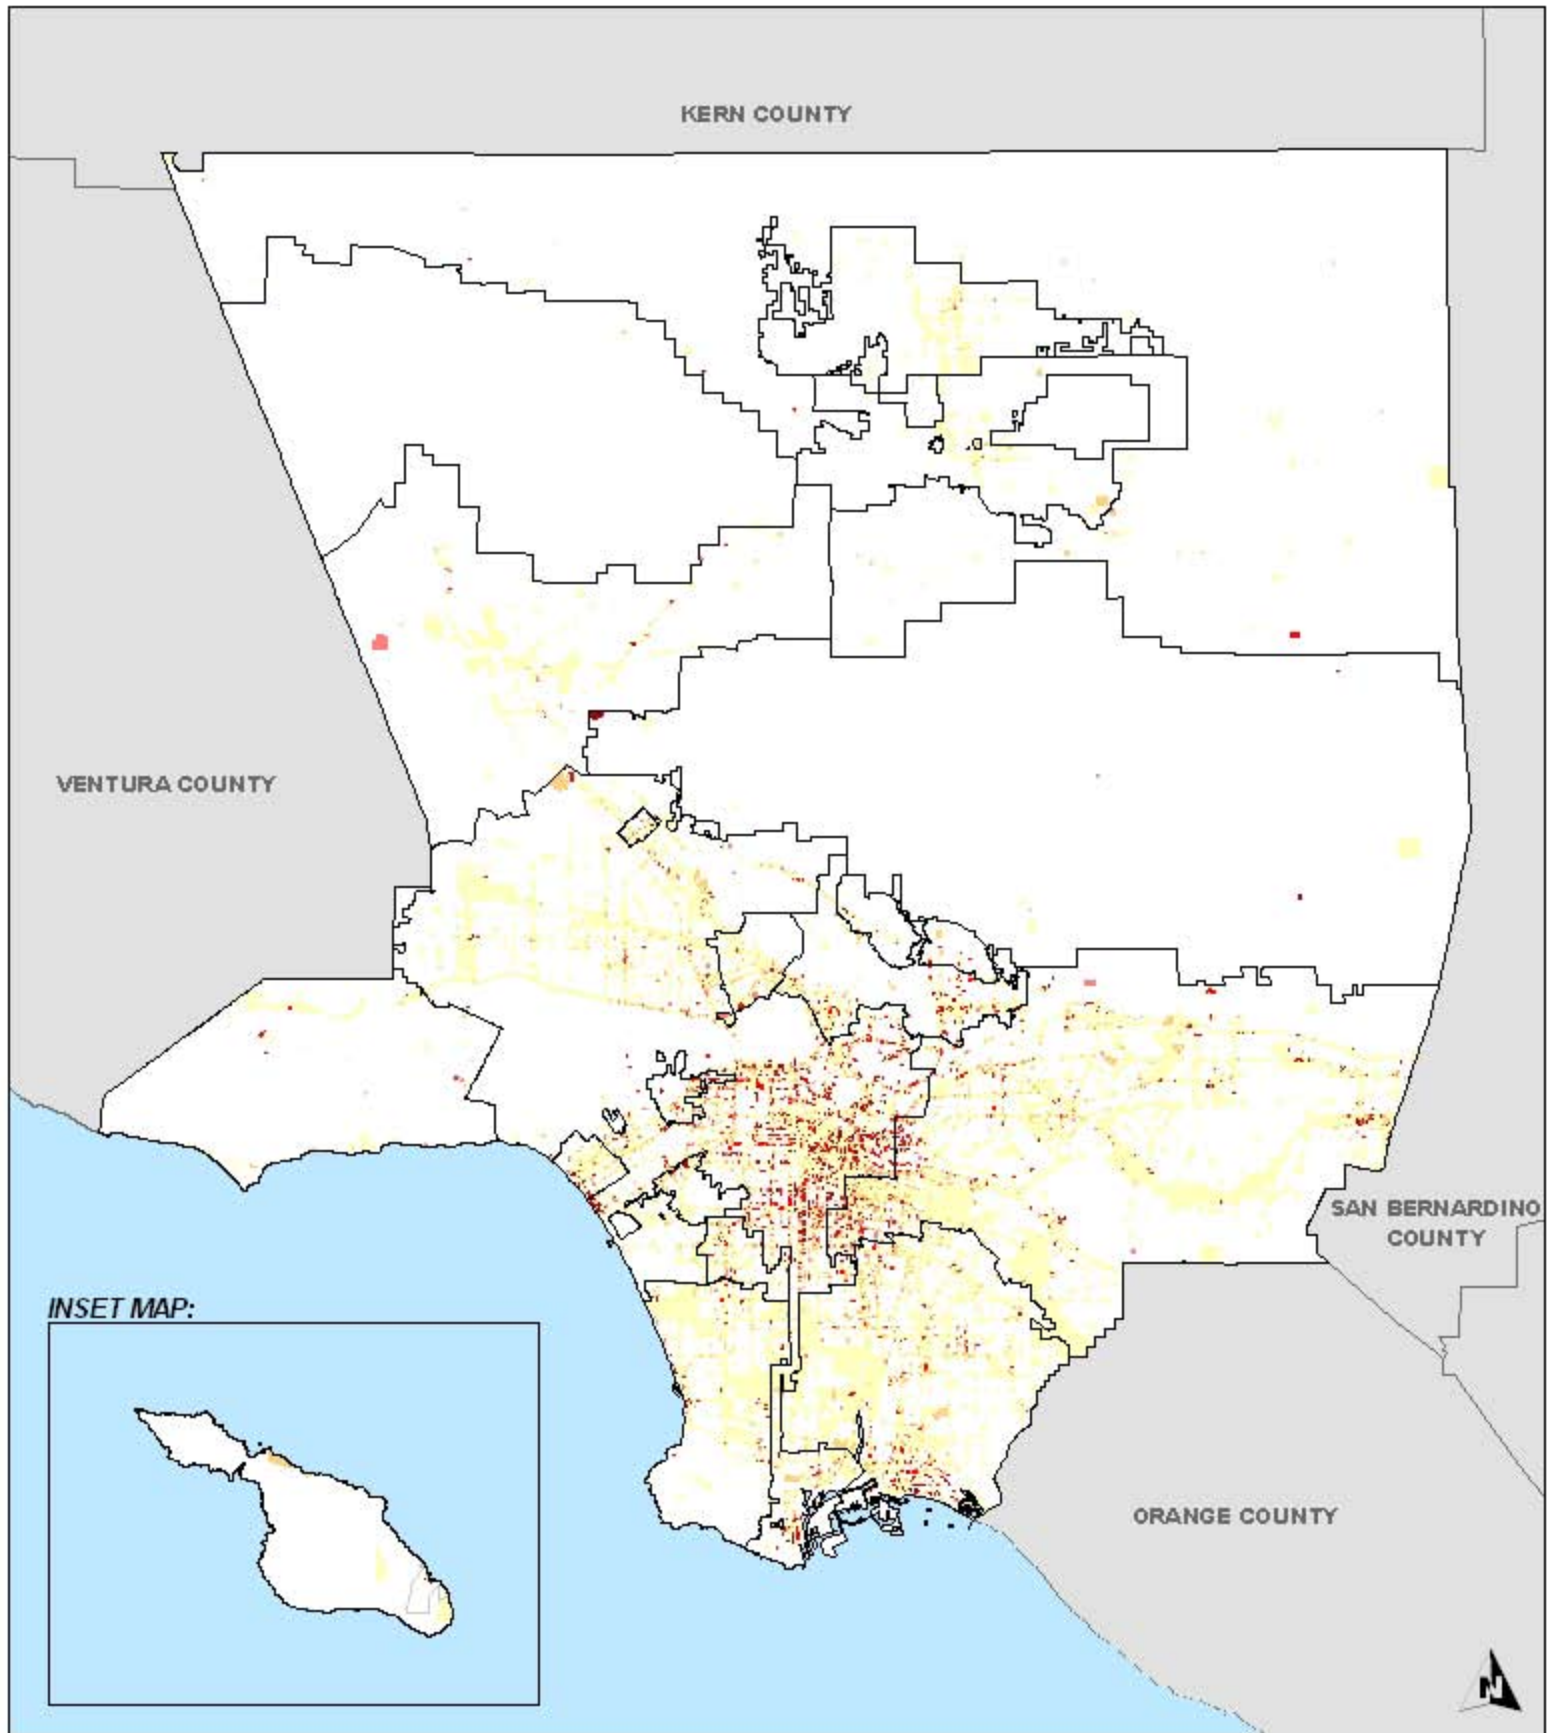 KERN COUNTY
VENTURA COUNTY
SAN BERNARDINO
COUNTY
INSET MAP:
ORANGE COUNTY
N